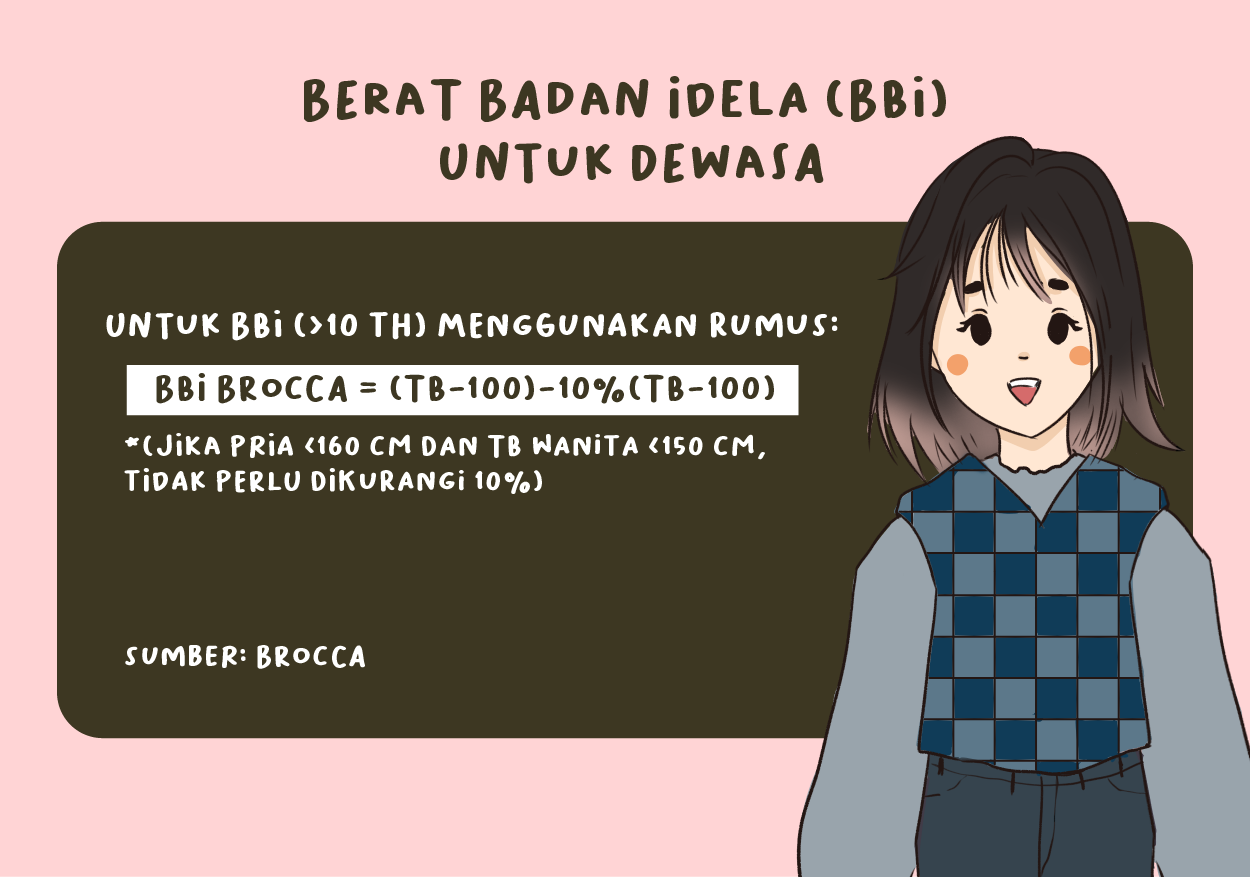 BERAT BADAN iDELA (BBi)
UNTUK DEWASA
UNTUK BBi (>10 TH) MENGGUNAKAN RUMUS:
BBi BROCCA = (TB-100)-10%(TB-100)
*(JiKA PRiA <160 CM DAN TB WANiTA <150 CM,
TiDAK PERLU DiKURANGi 10%)
SUMBER: BROCCA